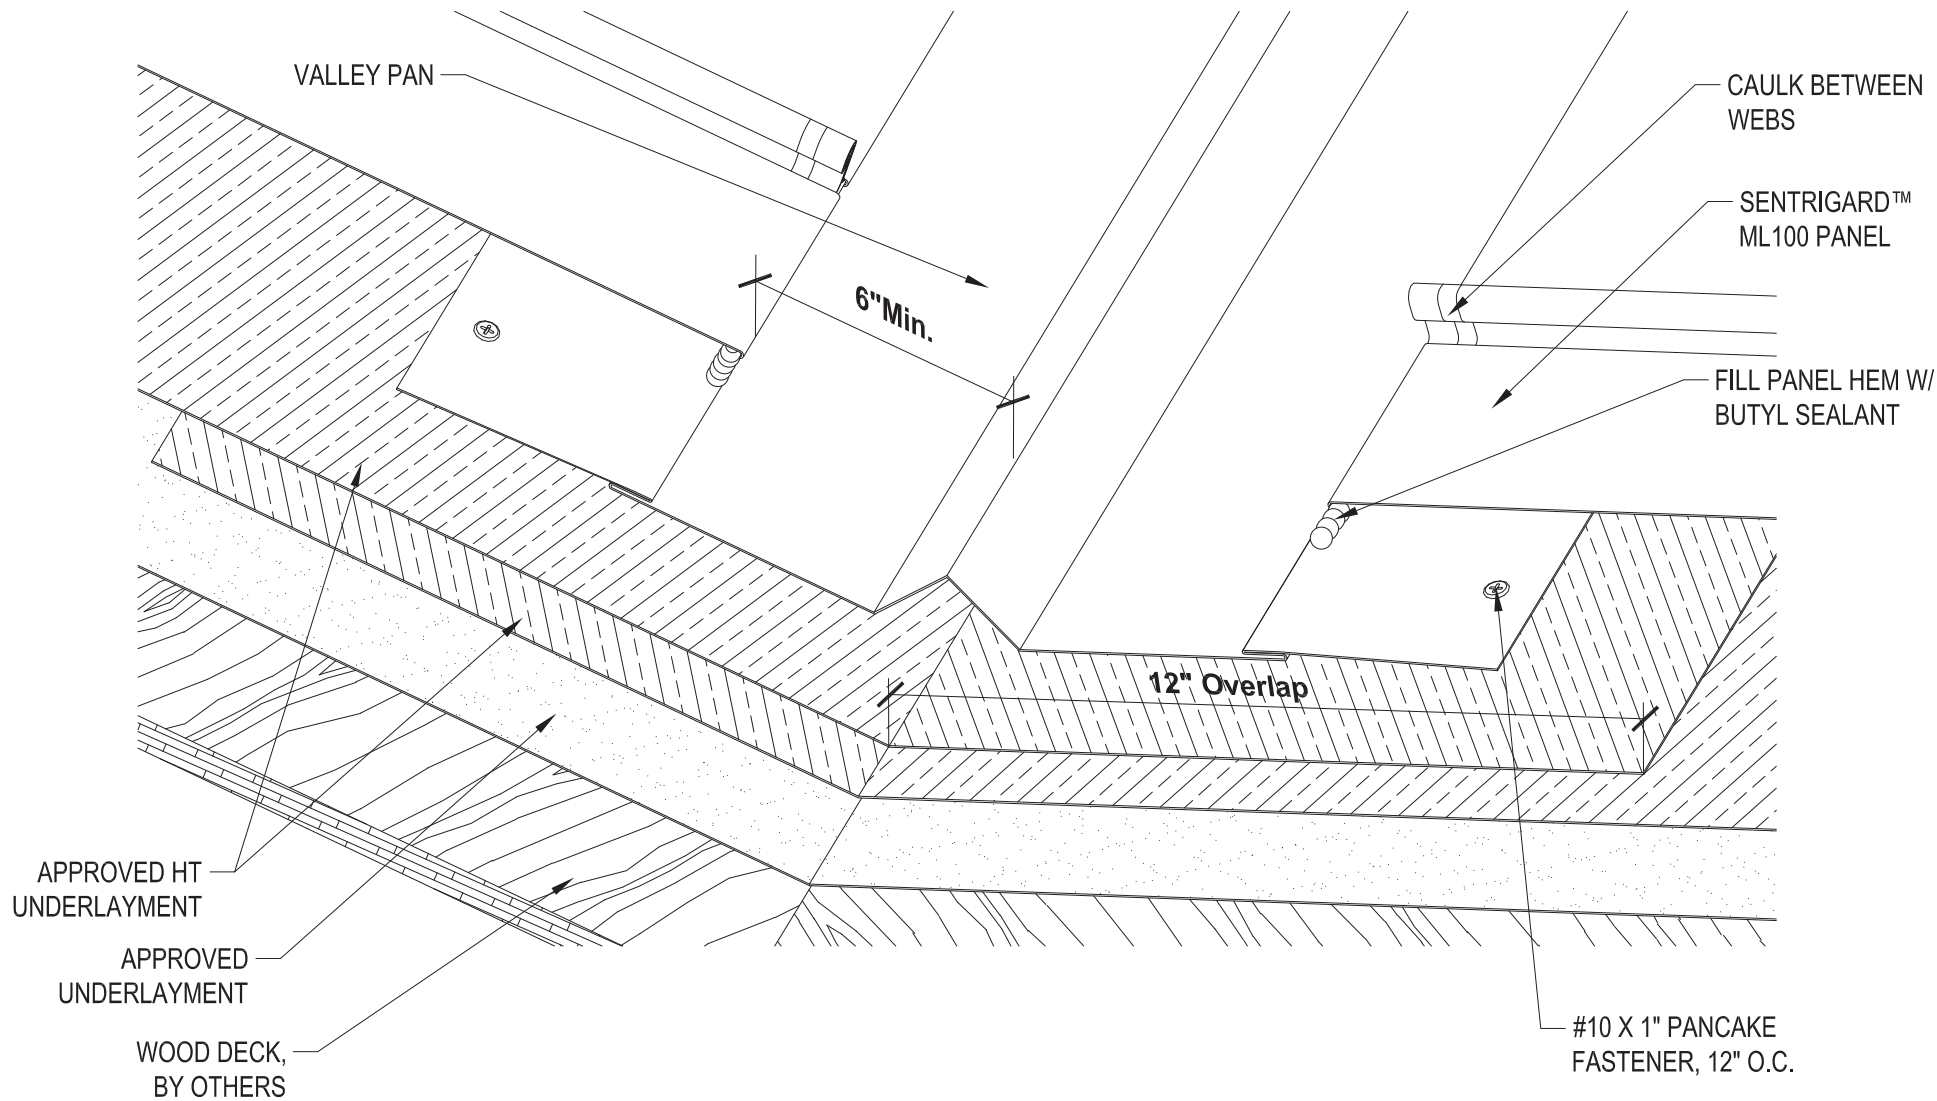 VALLEY PAN
CAULK BETWEEN
WEBS
SENTRIGARD™
ML100 PANEL
6"Min.
FILL PANEL HEM W/
BUTYL SEALANT
12" Overlap
APPROVED HT
UNDERLAYMENT
APPROVED
UNDERLAYMENT
WOOD DECK,
BY OTHERS
#10 X 1" PANCAKE
FASTENER, 12" O.C.